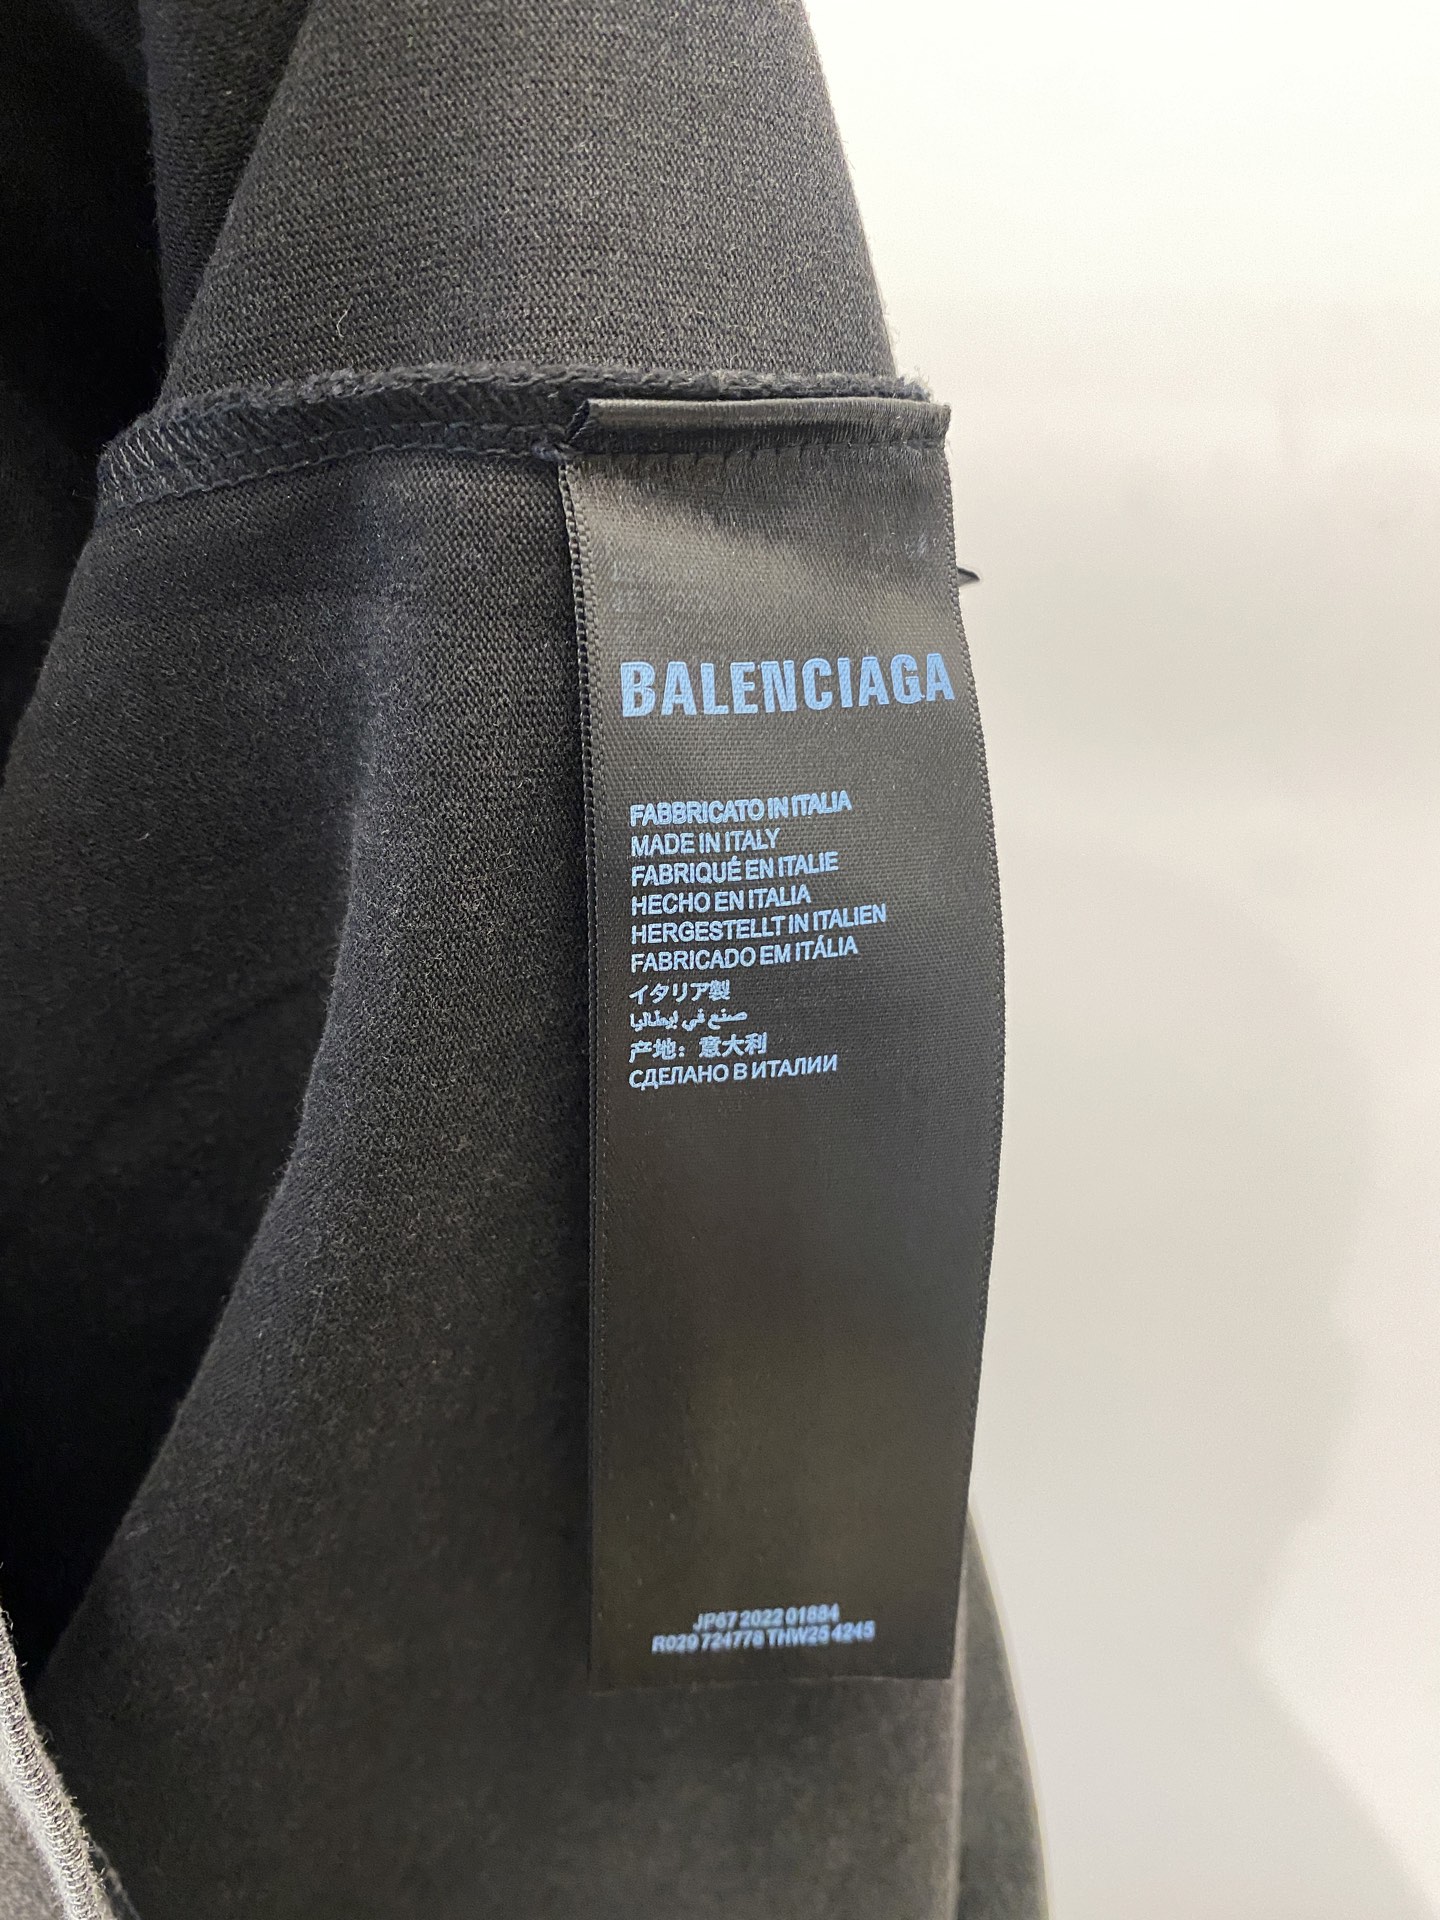 BALENCIAGA
FABBRICATO IN ITALIA
MADE IN ITALY
FABRIQUÉ EN ITALIE
HECHO EN ITALIA
HERGESTELLT IN ITALIEN
FABRICADO EM ITÁLIA
イタリア製
صنع في إيطاليا
产地：意大利
СДЕЛАНО В ИТАЛИИ
JP67 2022 01884
R029 724778 THW25 4245